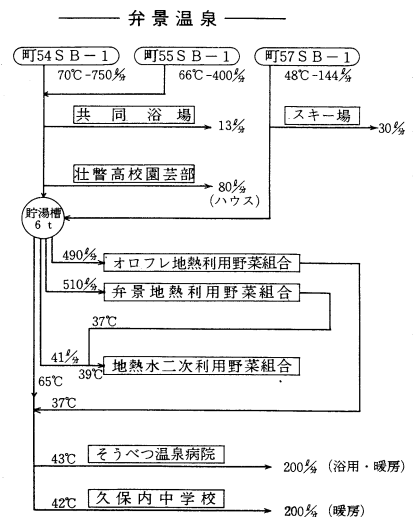 弁景温泉
町54SB-1
町55SB-1
町57SB-1
70℃-750ℓ/分
66℃-400ℓ/分
48℃-144ℓ/分
共同浴場
13ℓ/分
スキー場
30ℓ/分
壮瞥高校園芸部
80ℓ/分
(ハウス)
貯湯槽
6t
490ℓ/分
オロフレ地熱利用野菜組合
510ℓ/分
弁景地熱利用野菜組合
37℃
41ℓ/分
39℃
地熱水二次利用野菜組合
65℃
37℃
43℃
そうべつ温泉病院
200ℓ/分 (浴用・暖房)
42℃
久保内中学校
200ℓ/分 (暖房)